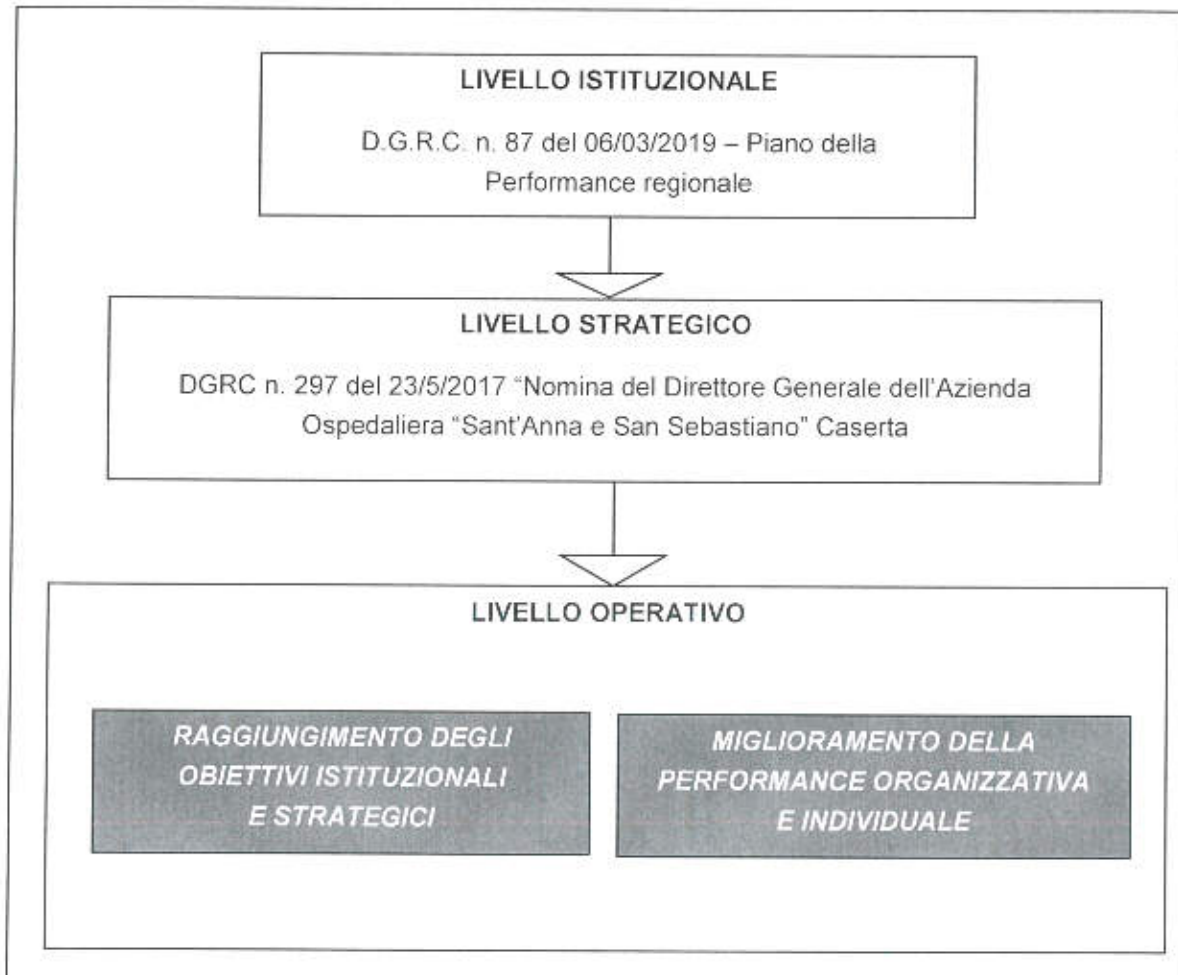 LIVELLO ISTITUZIONALE
D.G.R.C. n. 87 del 06/03/2019 – Piano della
Performance regionale
LIVELLO STRATEGICO
DGRC n. 297 del 23/5/2017 “Nomina del Direttore Generale dell’Azienda
Ospedaliera “Sant’Anna e San Sebastiano” Caserta
LIVELLO OPERATIVO
RAGGIUNGIMENTO DEGLI
OBIETTIVI ISTITUZIONALI
E STRATEGICI
MIGLIORAMENTO DELLA
PERFORMANCE ORGANIZZATIVA
E INDIVIDUALE